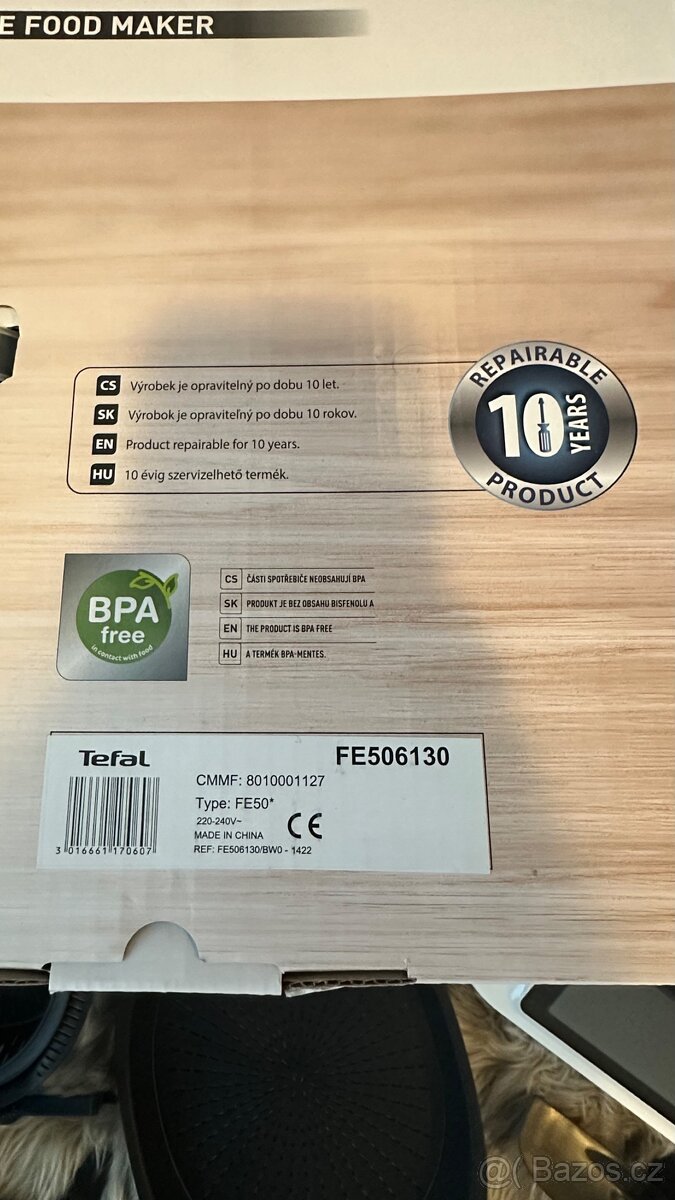 E FOOD MAKER
CS Výrobek je opravitelný po dobu 10 let.
SK Výrobok je opraviteľný po dobu 10 rokov.
EN Product repairable for 10 years.
HU 10 évig szervizelhető termék.
REPAIRABLE
10 YEARS
PRODUCT
BPA
free
in contact with food
CS ČÁSTI SPOTŘEBIČE NEOBSAHUJÍ BPA
SK PRODUKT JE BEZ OBSAHU BISFENOLU A
EN THE PRODUCT IS BPA FREE
HU A TERMÉK BPA-MENTES.
Tefal
FE506130
CMMF: 8010001127
Type: FE50*
220-240V~
MADE IN CHINA
CE
REF: FE506130/BW0 - 1422
3 016661 170607
@( Bazos.cz